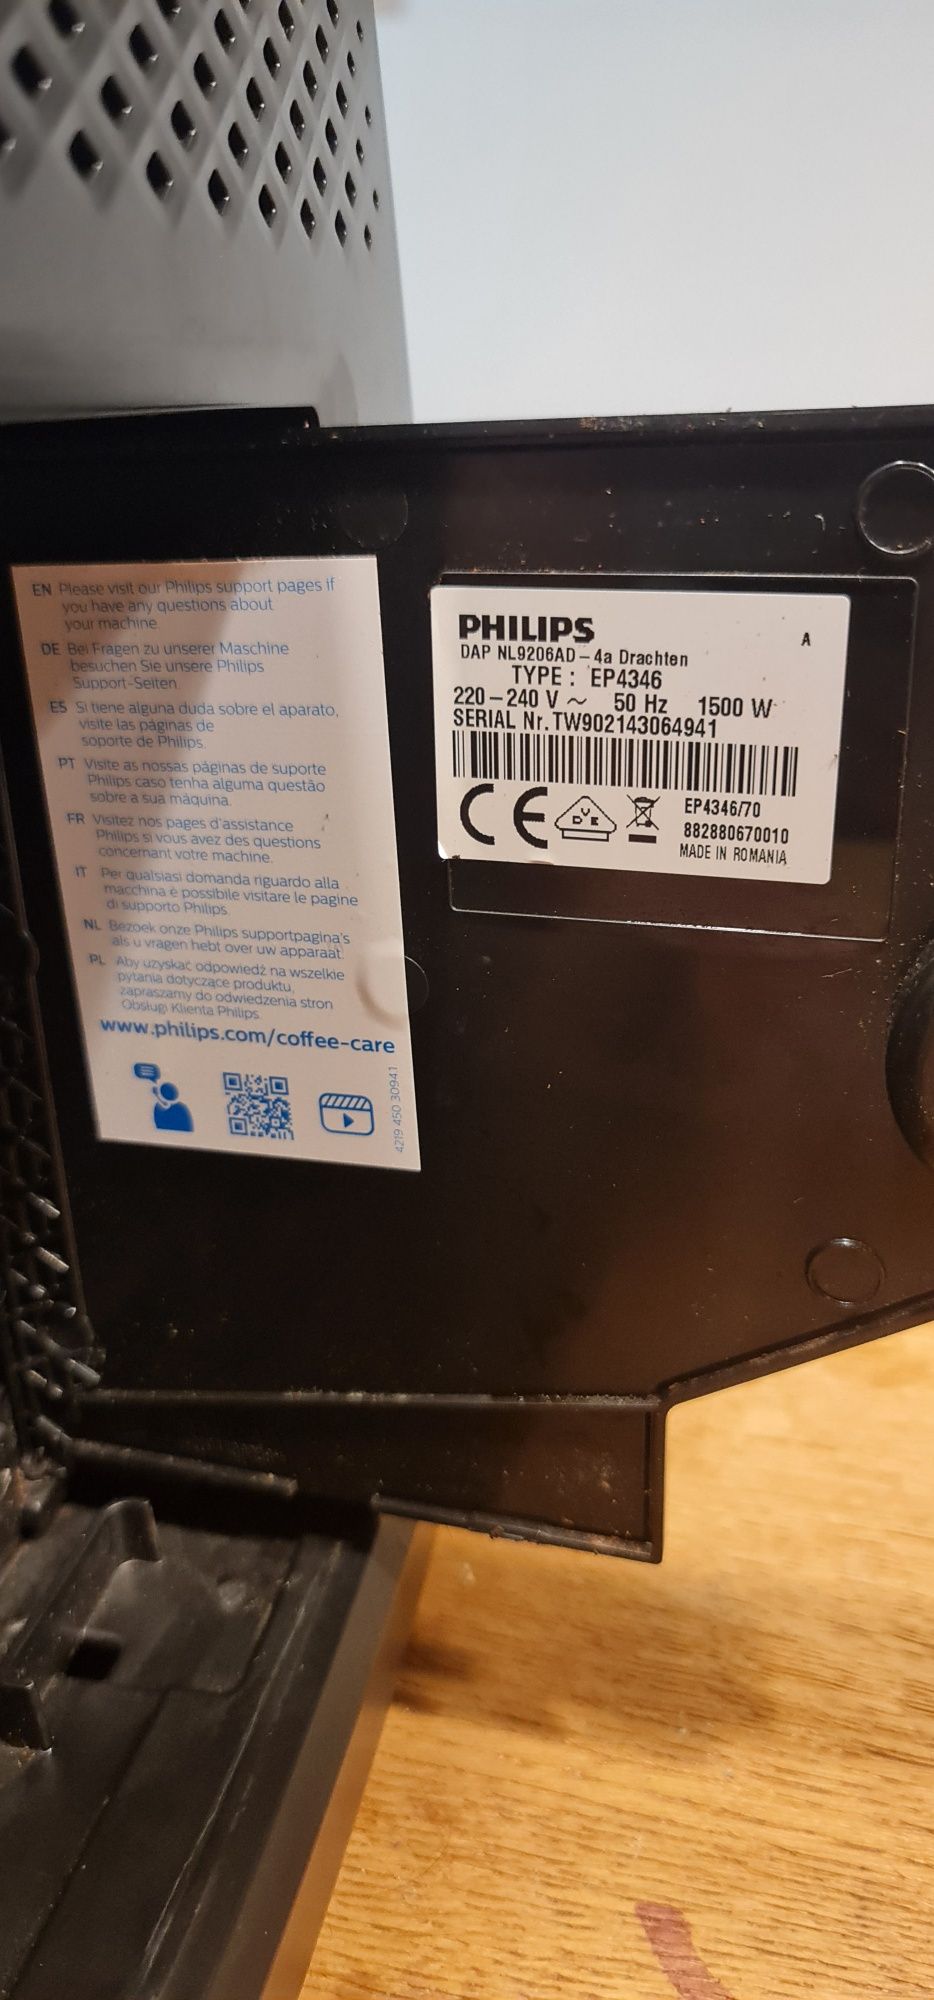 EN Please visit our Philips support pages if
you have any questions about
your machine.
DE Bei Fragen zu unserer Maschine
besuchen Sie unsere Philips
Support-Seiten.
ES Si tiene alguna duda sobre el aparato,
visite las páginas de
soporte de Philips.
PT Visite as nossas páginas de suporte
Philips caso tenha alguma questão
sobre a sua máquina.
FR Visitez nos pages d'assistance
Philips si vous avez des questions
concernant votre machine.
IT Per qualsiasi domanda riguardo alla
macchina è possibile visitare le pagine
di supporto Philips.
NL Bezoek onze Philips supportpagina's
als u vragen hebt over uw apparaat.
PL Aby uzyskać odpowiedź na wszelkie
pytania dotyczące produktu,
zapraszamy do odwiedzenia stron
Obsługi Klienta Philips.
www.philips.com/coffee-care
4219 450 30941
PHILIPS
A
DAP NL9206AD-4a Drachten
TYPE : EP4346
220-240 V ~ 50 Hz 1500 W
SERIAL Nr. TW902143064941
CE
DVE
EP4346/70
882880670010
MADE IN ROMANIA